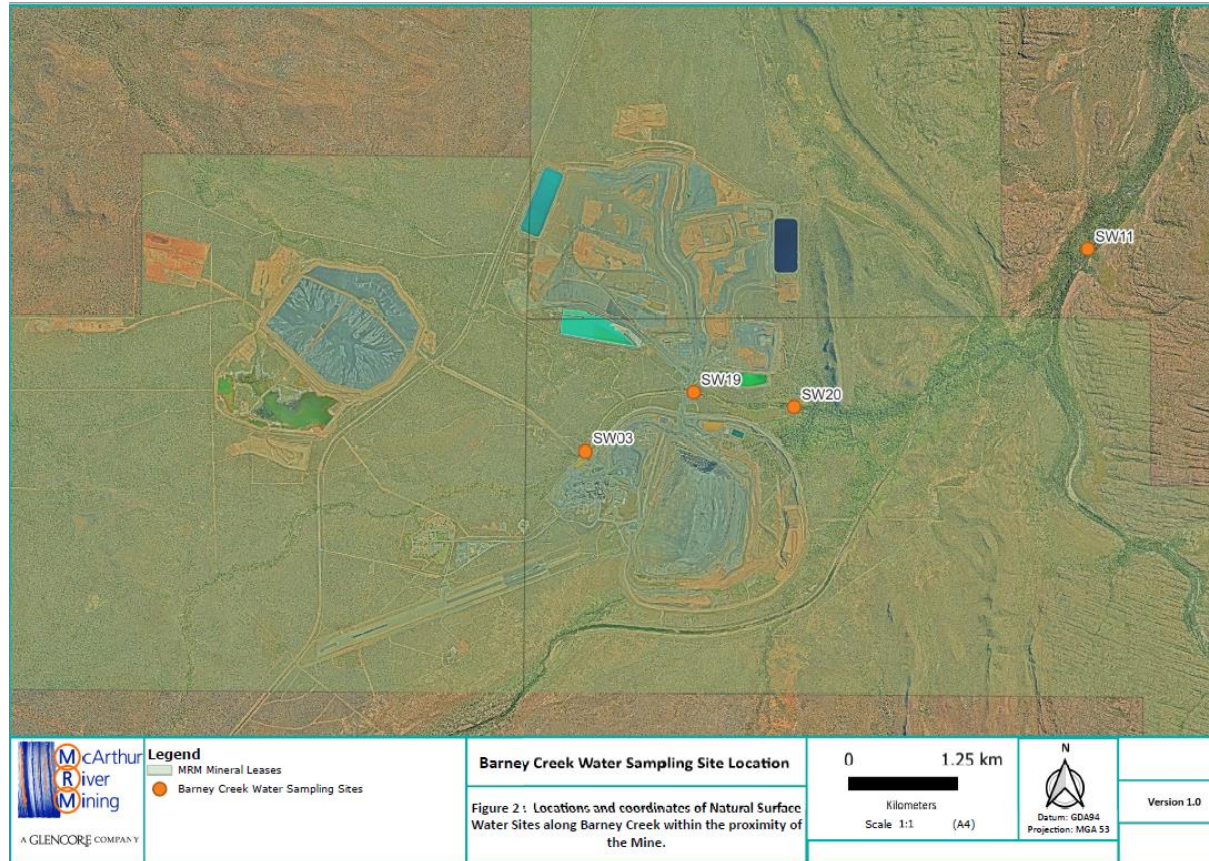 SW11
SW19
SW20
SW03
McArthur
River
Mining
A GLENCORE COMPANY
Legend
MRM Mineral Leases
Barney Creek Water Sampling Sites
Barney Creek Water Sampling Site Location
Figure 2 : Locations and coordinates of Natural Surface
Water Sites along Barney Creek within the proximity of
the Mine.
0 1.25 km
Kilometers
Scale 1:1 (A4)
N
Datum: GDA94
Projection: MGA 53
Version 1.0